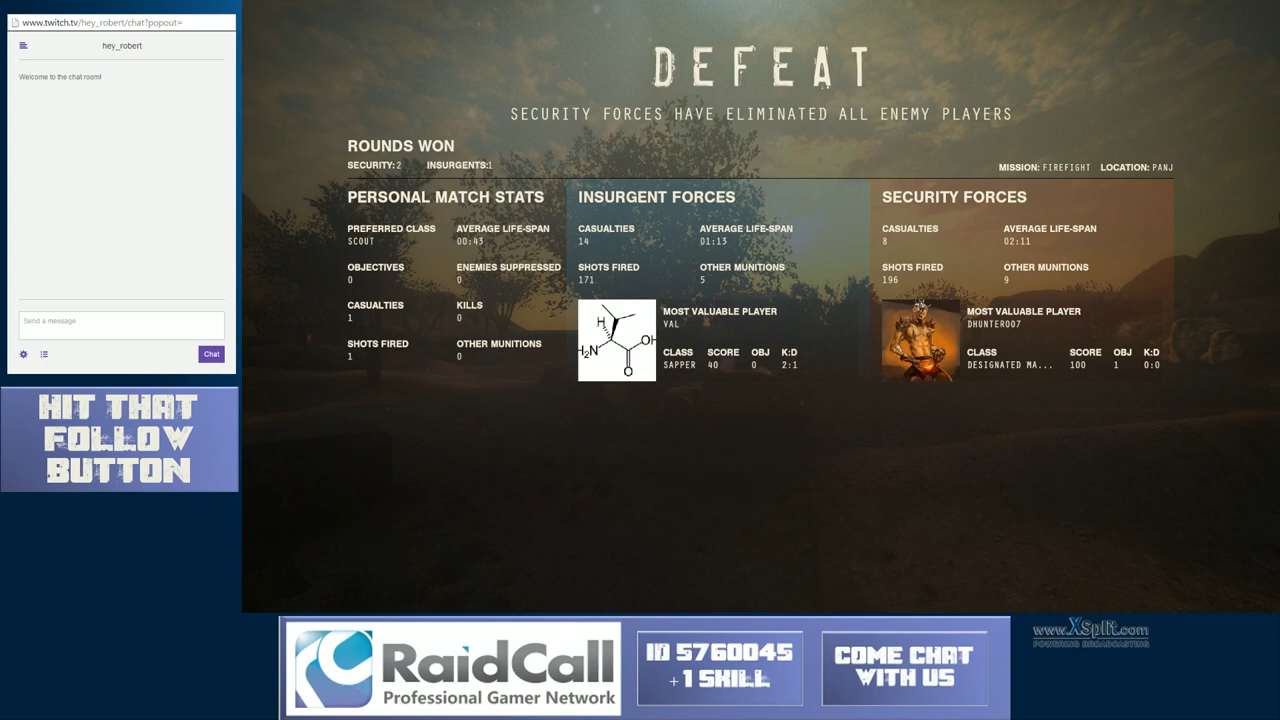 www.twitch.tv/hey_robert/chat?popout=
hey_robert
Welcome to the chat room!
Send a message
Chat
HIT THAT
FOLLOW
BUTTON
DEFEAT
SECURITY FORCES HAVE ELIMINATED ALL ENEMY PLAYERS
ROUNDS WON
SECURITY: 2 INSURGENTS:1
MISSION: FIREFIGHT LOCATION: PANJ
PERSONAL MATCH STATS
PREFERRED CLASS AVERAGE LIFE-SPAN
SCOUT 00:43
OBJECTIVES ENEMIES SUPPRESSED
0 0
CASUALTIES KILLS
1 0
SHOTS FIRED OTHER MUNITIONS
1 0
INSURGENT FORCES
CASUALTIES AVERAGE LIFE-SPAN
14 01:13
SHOTS FIRED OTHER MUNITIONS
171 5
H
H₂N
OH
O
MOST VALUABLE PLAYER
VAL
CLASS SCORE OBJ K:D
SAPPER 40 0 2:1
SECURITY FORCES
CASUALTIES AVERAGE LIFE-SPAN
8 02:11
SHOTS FIRED OTHER MUNITIONS
196 9
MOST VALUABLE PLAYER
DHUNTER007
CLASS SCORE OBJ K:D
DESIGNATED MA... 100 1 0:0
RaidCall
Professional Gamer Network
ID 5760045
+1 SKILL
COME CHAT
WITH US
www.XSplit.com
POWERING BROADCASTING